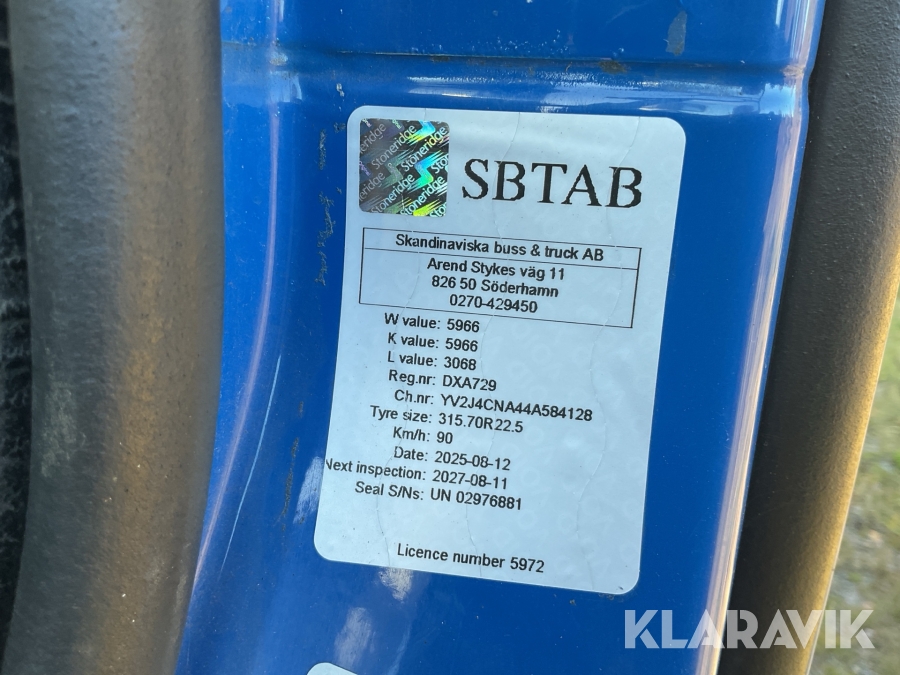 Stoneridge
SBTAB
Skandinaviska buss & truck AB
Arend Stykes väg 11
826 50 Söderhamn
0270-429450
W value: 5966
K value: 5966
L value: 3068
Reg.nr: DXA729
Ch.nr: YV2J4CNA44A584128
Tyre size: 315.70R22.5
Km/h: 90
Date: 2025-08-12
Next inspection: 2027-08-11
Seal S/Ns: UN 02976881
Licence number 5972
KLARAVIK